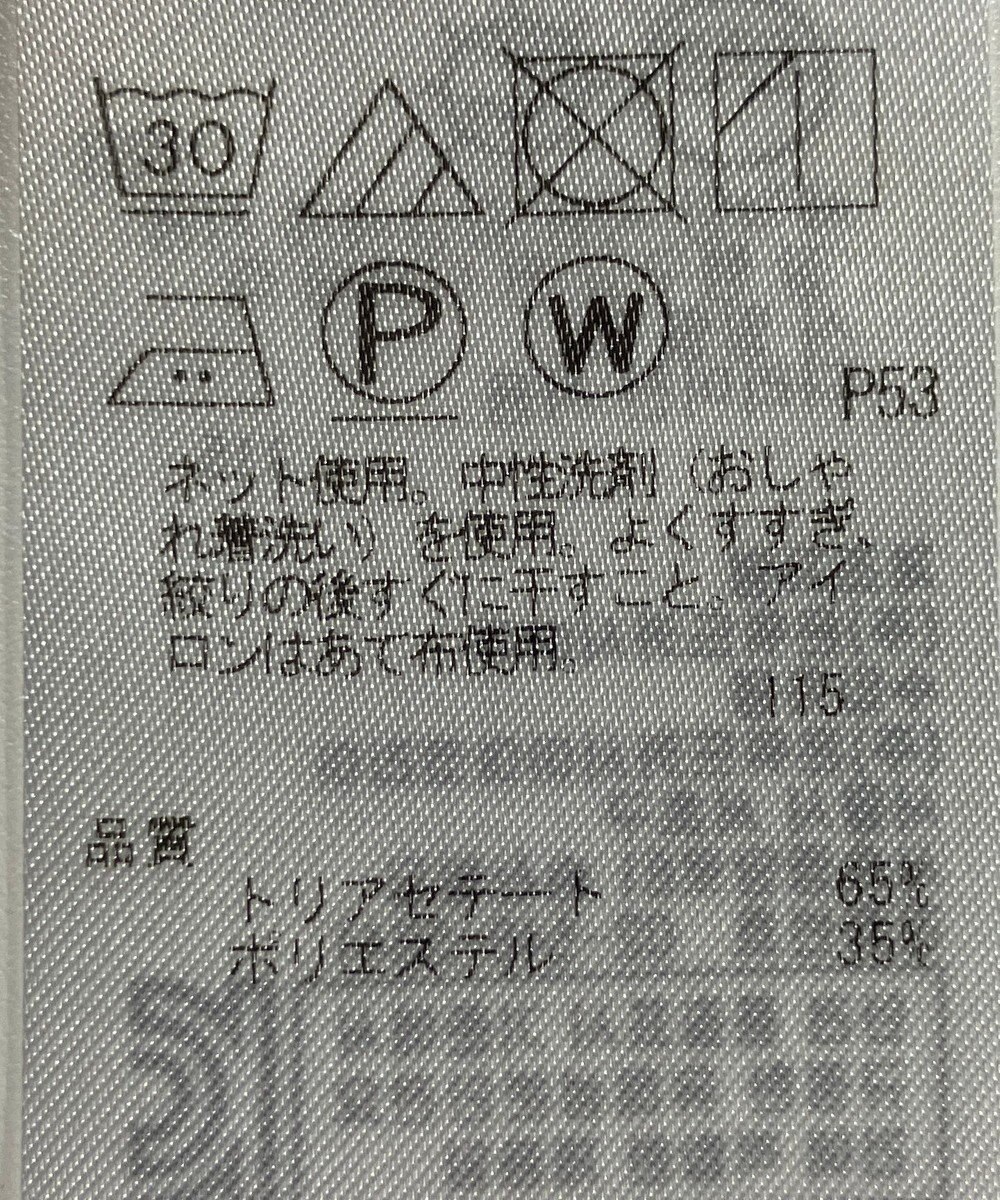 30
P W
P53
ネット使用。中性洗剤(おしゃ
れ着洗い)を使用。よくすすぎ、
絞りの後すぐに干すこと。アイ
ロンはあて布使用。
115
品質
トリアセテート 65%
ポリエステル 35%